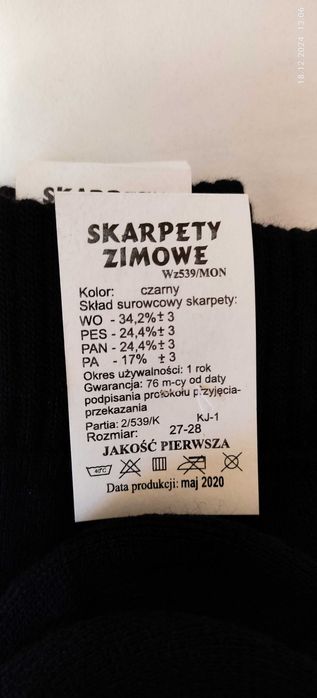 18.12.2024 13:06
SKARPETY
SKARPETY
ZIMOWE
Wz539/MON
Kolor: czarny
Skład surowcowy skarpety:
WO - 34,2%± 3
PES - 24,4%± 3
PAN - 24,4%± 3
PA - 17% ± 3
Okres używalności: 1 rok
Gwarancja: 76 m-cy od daty
podpisania protokołu przyjęcia-
przekazania
Partia: 2/539/K KJ-1
Rozmiar: 27-28
JAKOŚĆ PIERWSZA
40°C
Data produkcji: maj 2020